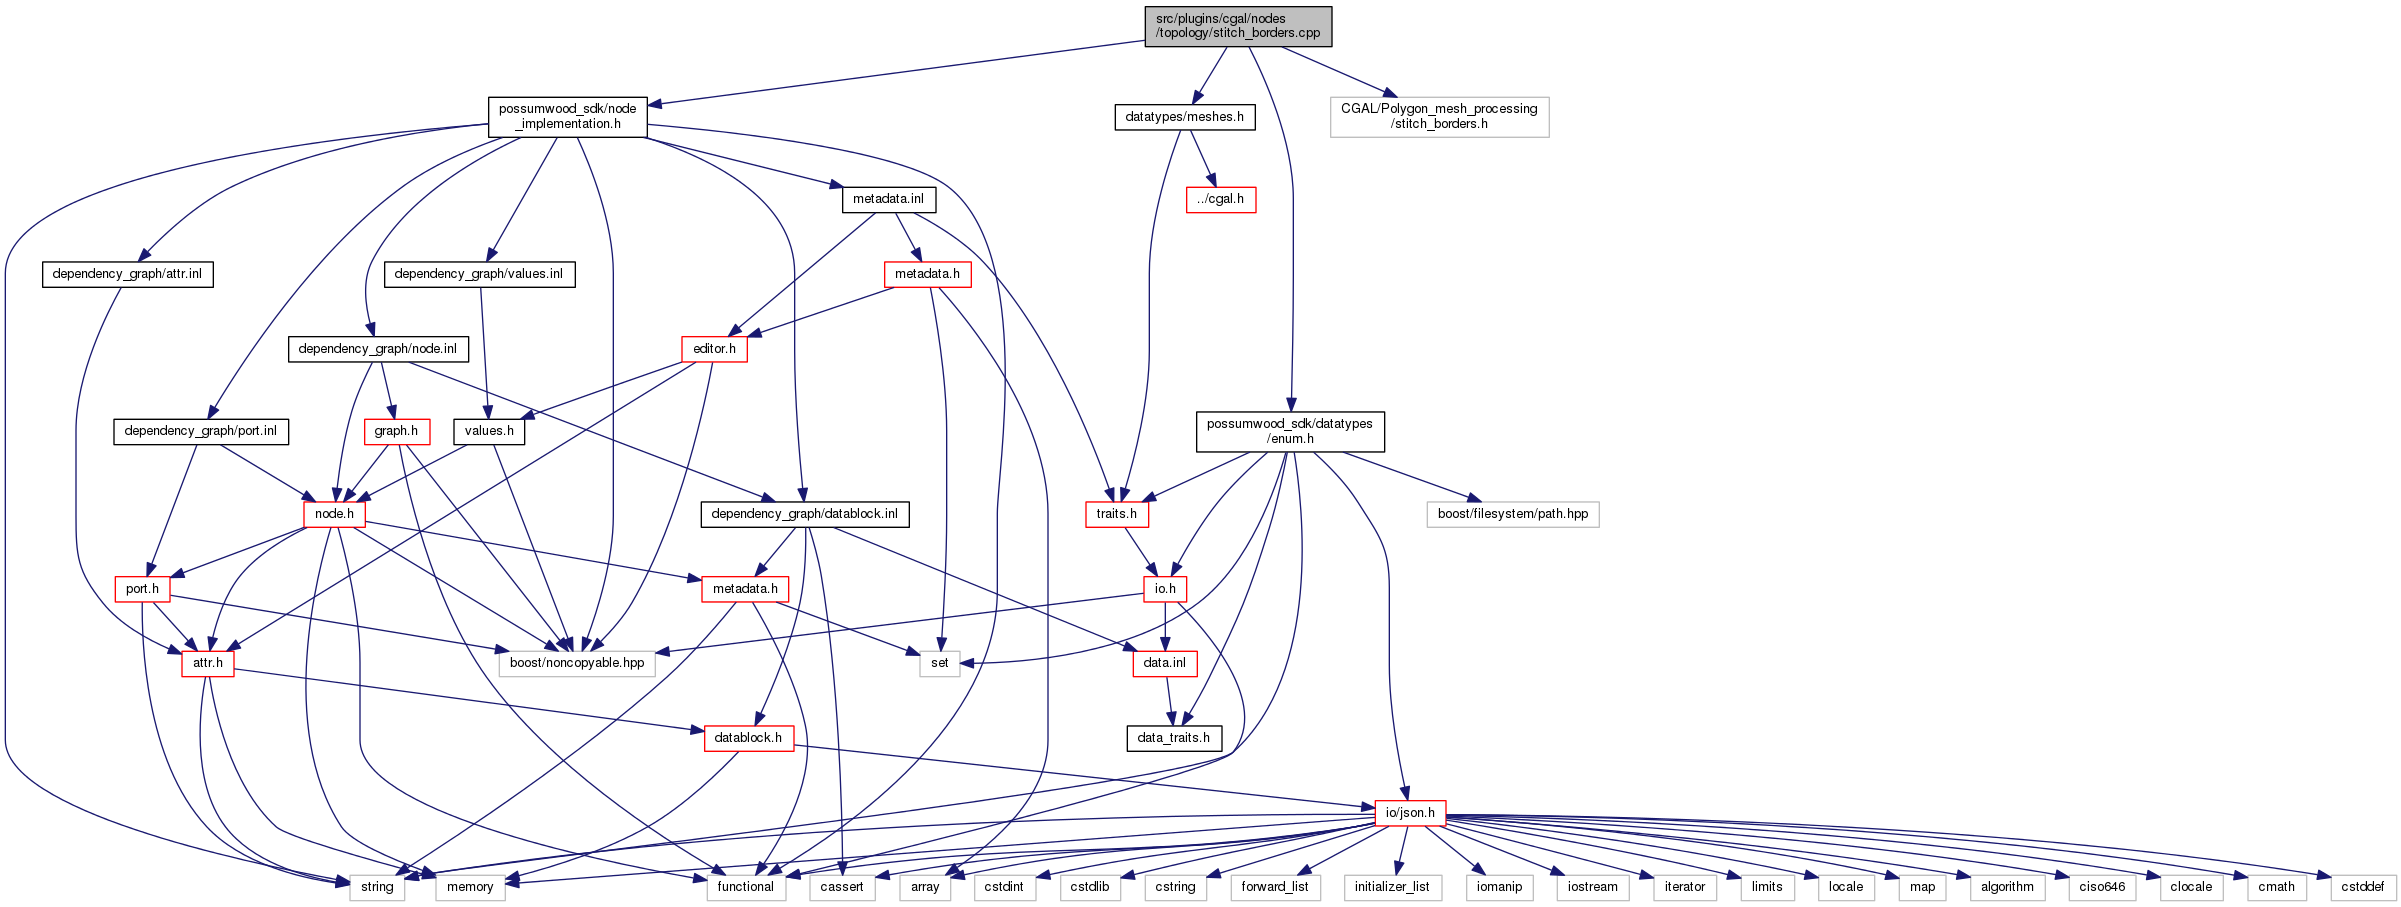 src/plugins/cgal/nodes
/topology/stitch_borders.cpp
possumwood_sdk/node
_implementation.h
datatypes/meshes.h
CGAL/Polygon_mesh_processing
/stitch_borders.h
metadata.inl
../cgal.h
dependency_graph/attr.inl
dependency_graph/values.inl
metadata.h
dependency_graph/node.inl
editor.h
dependency_graph/port.inl
graph.h
values.h
possumwood_sdk/datatypes
/enum.h
node.h
dependency_graph/datablock.inl
traits.h
boost/filesystem/path.hpp
port.h
metadata.h
io.h
attr.h
boost/noncopyable.hpp
set
data.inl
datablock.h
data_traits.h
io/json.h
string
memory
functional
cassert
array
cstdint
cstdlib
cstring
forward_list
initializer_list
iomanip
iostream
iterator
limits
locale
map
algorithm
ciso646
clocale
cmath
cstddef